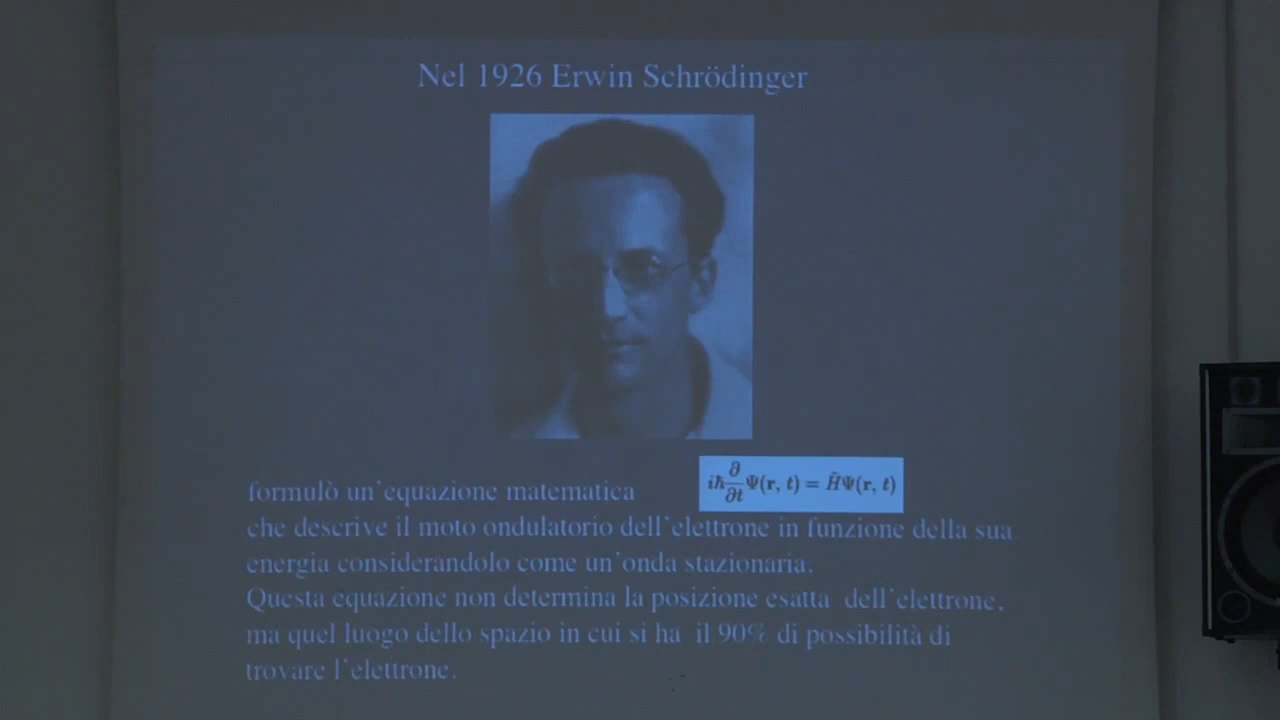 Nel 1926 Erwin Schrödinger
formulò un'equazione matematica
iħ ∂/∂t Ψ(r, t) = ĤΨ(r, t)
che descrive il moto ondulatorio dell'elettrone in funzione della sua
energia considerandolo come un'onda stazionaria.
Questa equazione non determina la posizione esatta dell'elettrone,
ma quel luogo dello spazio in cui si ha il 90% di possibilità di
trovare l'elettrone.